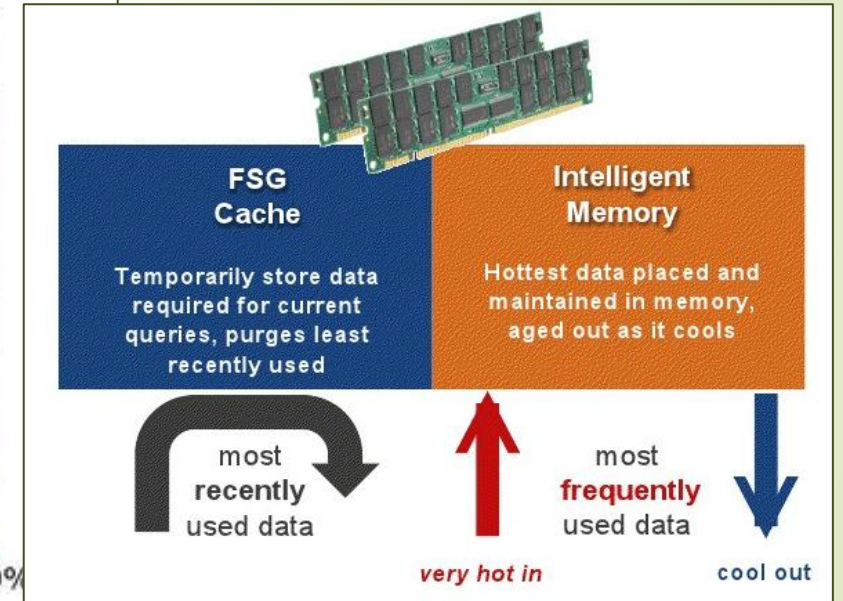 FSG
Cache
Temporarily store data
required for current
queries, purges least
recently used
Intelligent
Memory
Hottest data placed and
maintained in memory,
aged out as it cools
most
recently
used data
most
frequently
used data
very hot in
cool out